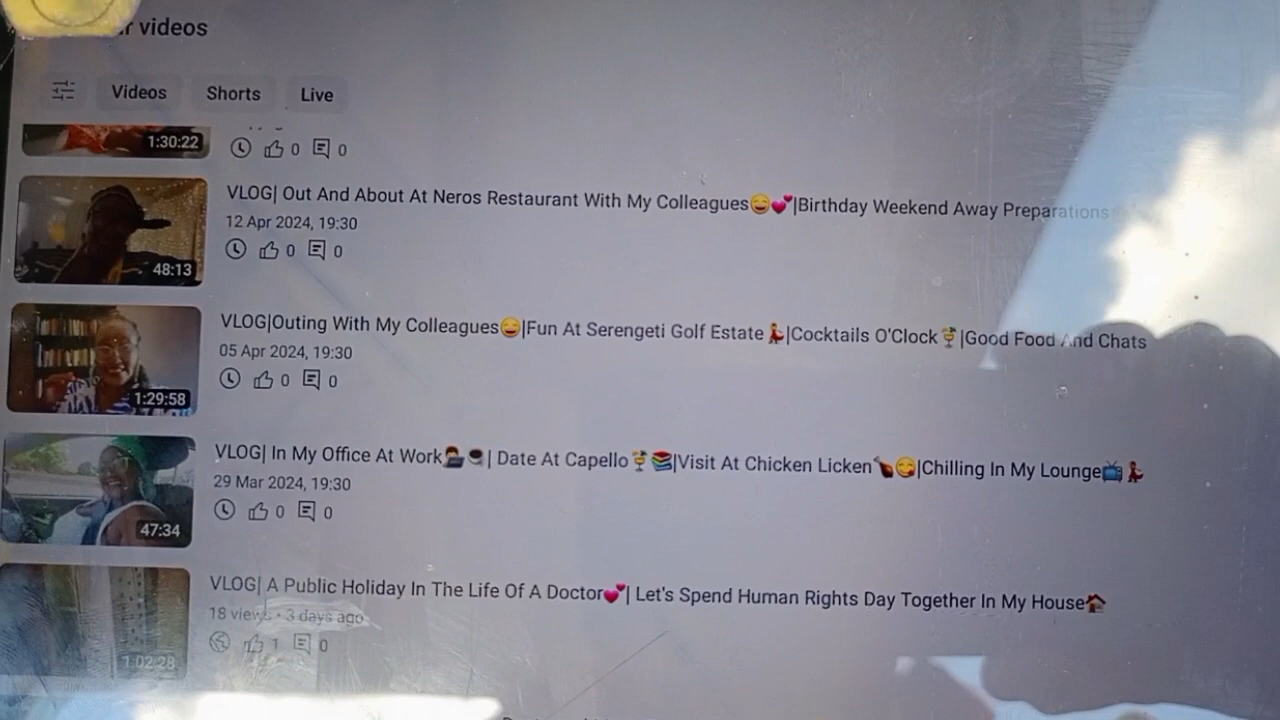 videos
Videos Shorts Live
1:30:22
0 0
VLOG| Out And About At Neros Restaurant With My Colleagues😄💕|Birthday Weekend Away Preparations
12 Apr 2024, 19:30
0 0
48:13
VLOG|Outing With My Colleagues😄|Fun At Serengeti Golf Estate💃|Cocktails O'Clock🍹|Good Food And Chats
05 Apr 2024, 19:30
0 0
1:29:58
VLOG| In My Office At Work👩🏾‍💻☕| Date At Capello🍹📚|Visit At Chicken Licken🍗😋|Chilling In My Lounge📺💃
29 Mar 2024, 19:30
0 0
47:34
VLOG| A Public Holiday In The Life Of A Doctor💕| Let's Spend Human Rights Day Together In My House🏠
18 views • 3 days ago
1 0
1:02:28